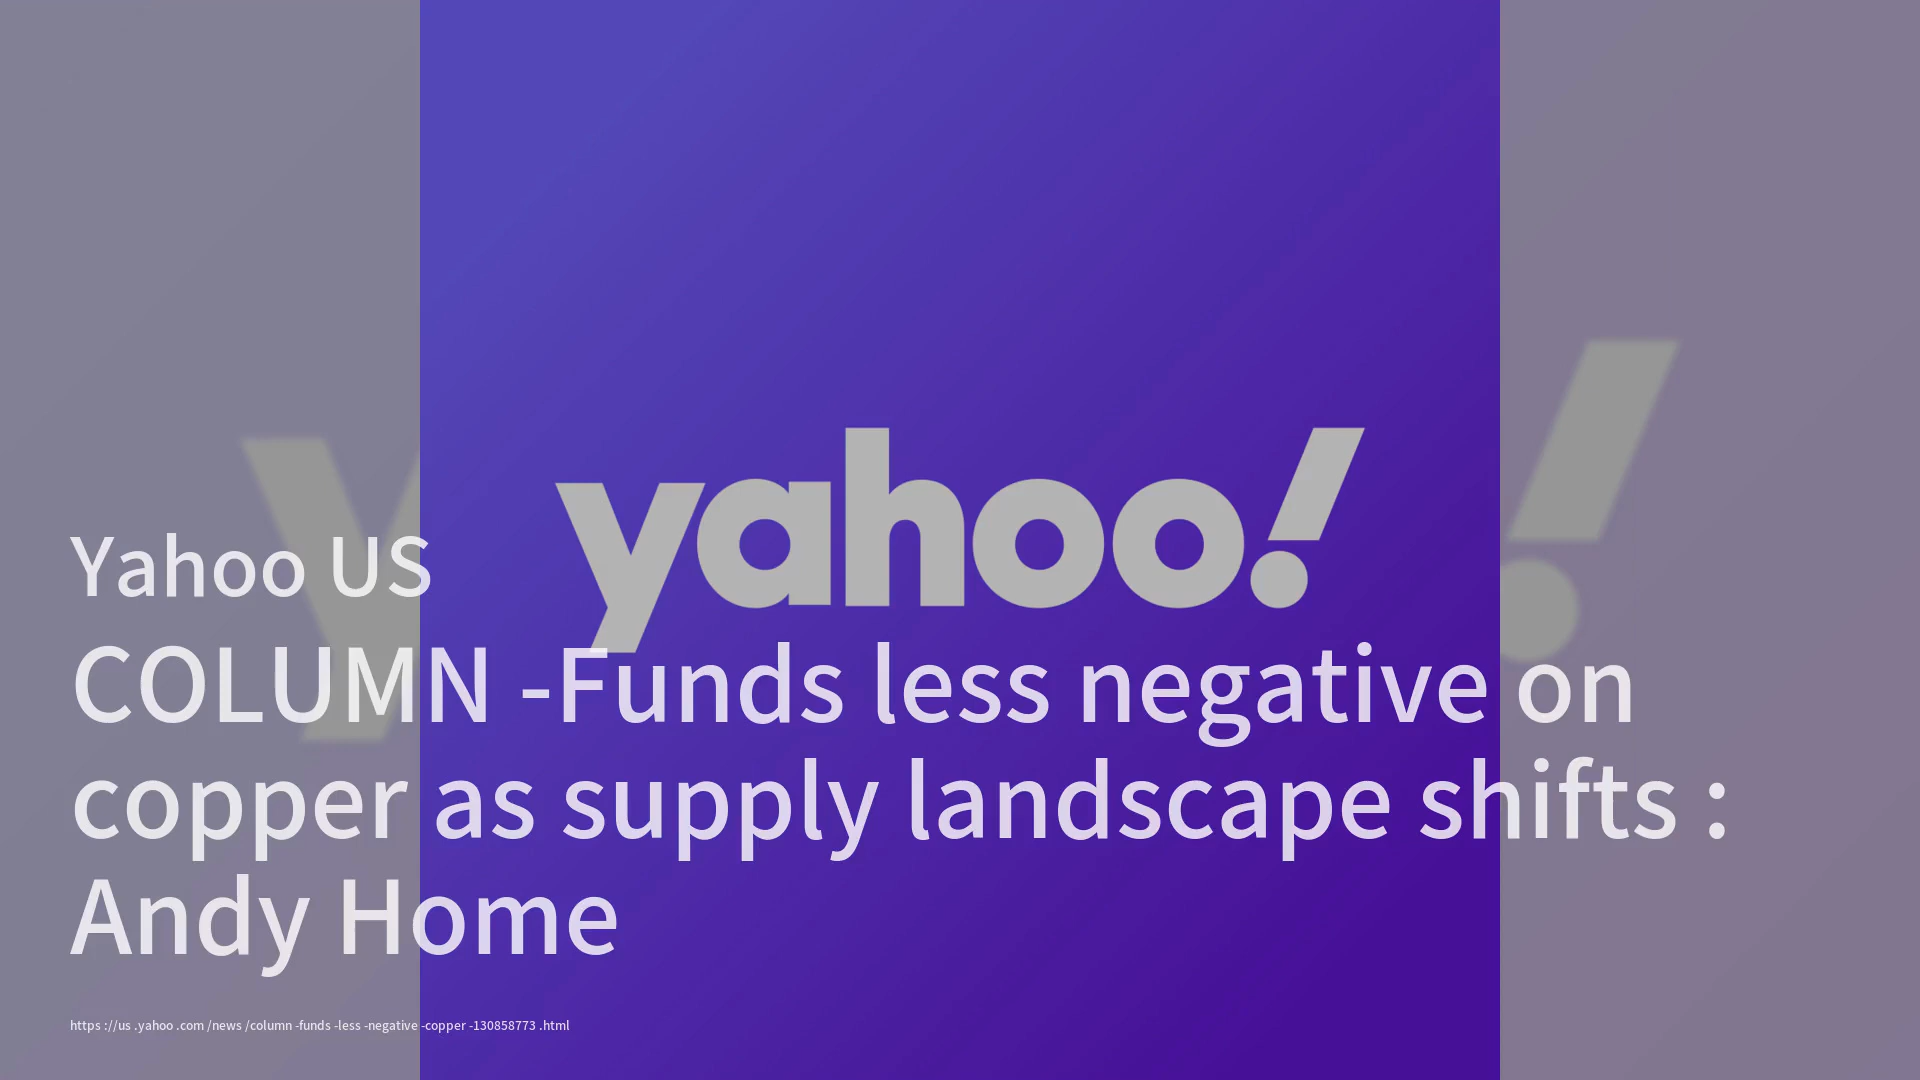 yahoo!
Yahoo US
COLUMN -Funds less negative on
copper as supply landscape shifts :
Andy Home
https ://us .yahoo .com /news /column -funds -less -negative -copper -130858773 .html